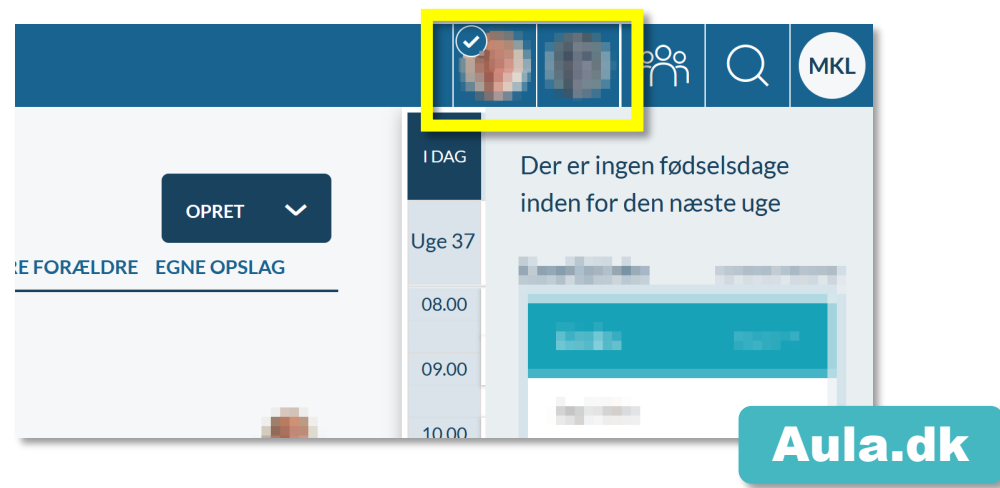 MKL
I DAG
Der er ingen fødselsdage
inden for den næste uge
OPRET
Uge 37
RE FORÆLDRE EGNE OPSLAG
08.00
09.00
10.00
Aula.dk